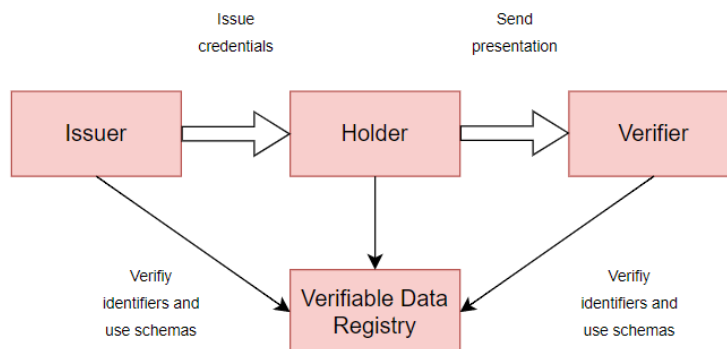 Issue
credentials
Send
presentation
Issuer
Holder
Verifier
Verifiy
identifiers and
use schemas
Verifiable Data
Registry
Verifiy
identifiers and
use schemas